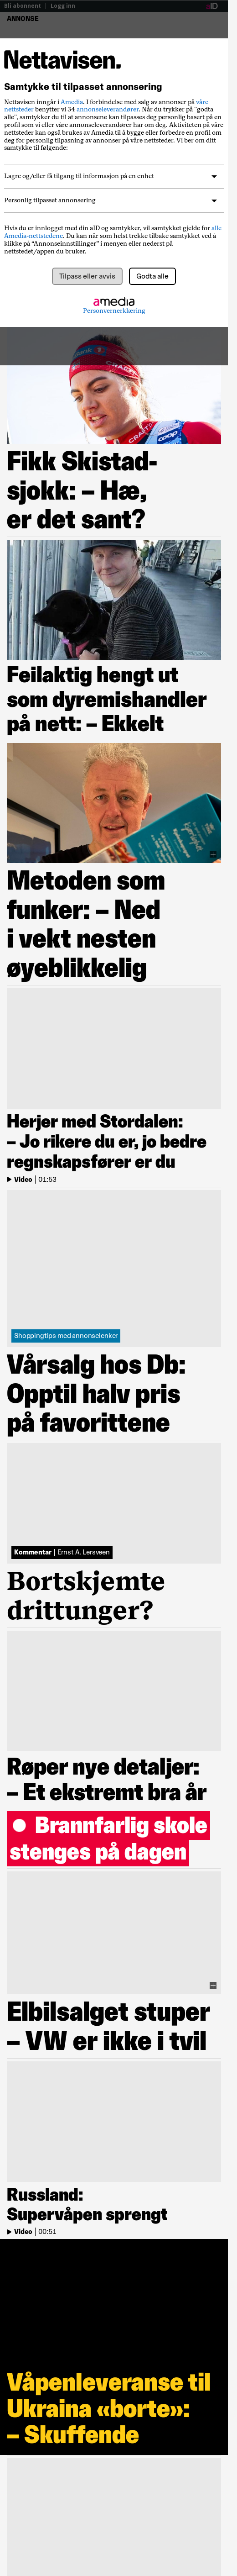 Bli abonnent | Logg inn
ANNONSE
Nettavisen.
Samtykke til tilpasset annonsering
Nettavisen inngår i Amedia. I forbindelse med salg av annonser på våre
nettsteder benytter vi 34 annonseleverandører. Når du trykker på "godta
alle", samtykker du til at annonsene kan tilpasses deg personlig basert på en
profil med annonser våre annonsører har om deg. Aktiviteten din på våre
nettsteder kan også brukes av Amedia til å bygge eller forbedre en profil om
deg for personlig tilpasning av annonser på våre nettsteder. Vi ber om ditt
samtykke til følgende:
Lagre og/eller få tilgang til informasjon på en enhet
Personlig tilpasset annonsering
Hvis du er innlogget med din aID og samtykker, vil samtykket gjelde for alle
Amedia-nettstedene. Du kan når som helst trekke tilbake samtykket ved å
klikke på “Annonseinnstillinger” i menyen eller nederst på
nettstedet/appen du bruker.
Tilpass eller avvis
Godta alle
amedia
Personvernerklæring
CRAFT
coop
Fikk Skistad-
sjokk: – Hæ,
er det sant?
Feilaktig hengt ut
som dyremishandler
på nett: – Ekkelt
Metoden som
funker: – Ned
i vekt nesten
øyeblikkelig
Herjer med Stordalen:
– Jo rikere du er, jo bedre
regnskapsfører er du
Video | 01:53
Shoppingtips med annonselenker
Vårsalg hos Db:
Opptil halv pris
på favorittene
Kommentar | Ernst A. Lersveen
Bortskjemte
drittunger?
Røper nye detaljer:
– Et ekstremt bra år
Brannfarlig skole
stenges på dagen
Elbilsalget stuper
– VW er ikke i tvil
Russland:
Supervåpen sprengt
Video | 00:51
Våpenleveranse til
Ukraina «borte»:
– Skuffende